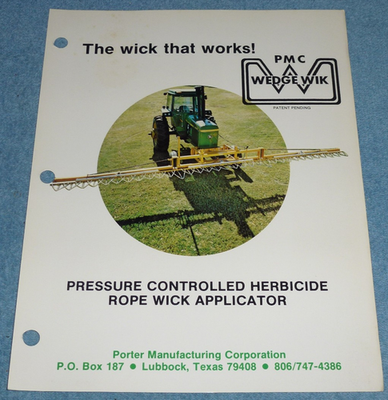 The wick that works!
PMC
WEDGE WIK
PATENT PENDING
PRESSURE CONTROLLED HERBICIDE
ROPE WICK APPLICATOR
Porter Manufacturing Corporation
P.O. Box 187 ● Lubbock, Texas 79408 ● 806/747-4386